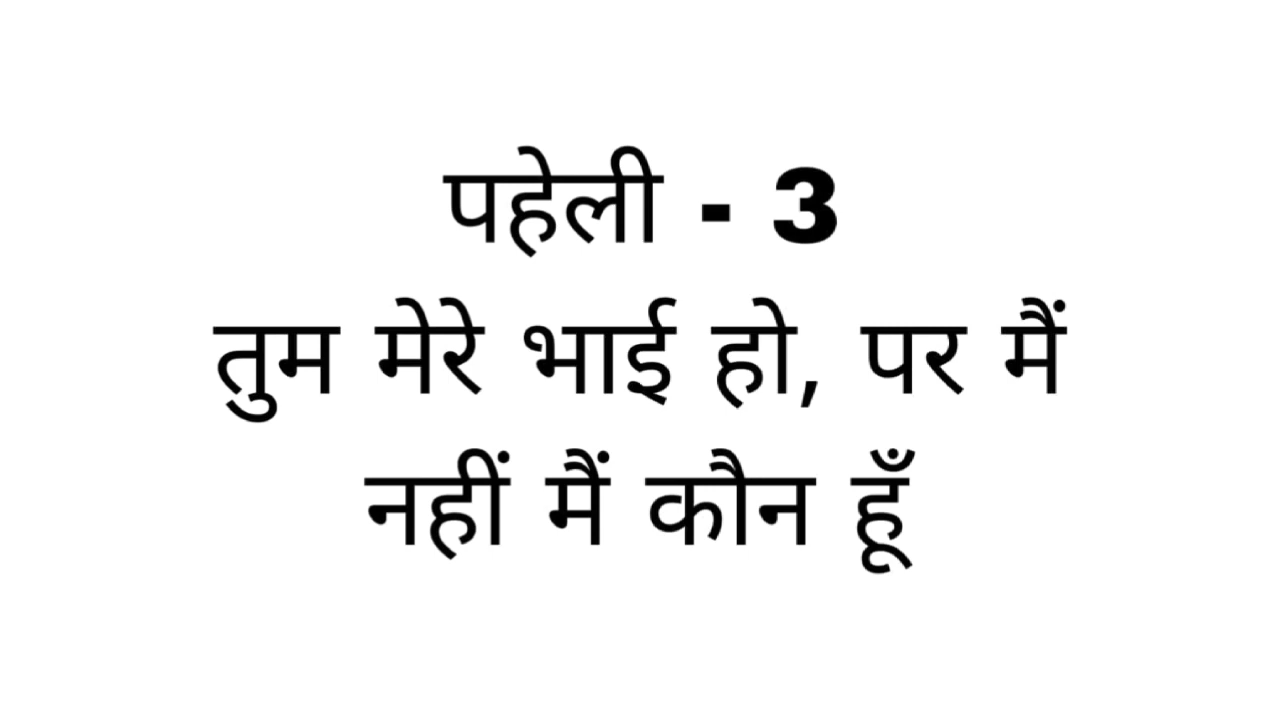 पहेली - 3
तुम मेरे भाई हो, पर मैं
नहीं मैं कौन हूँ